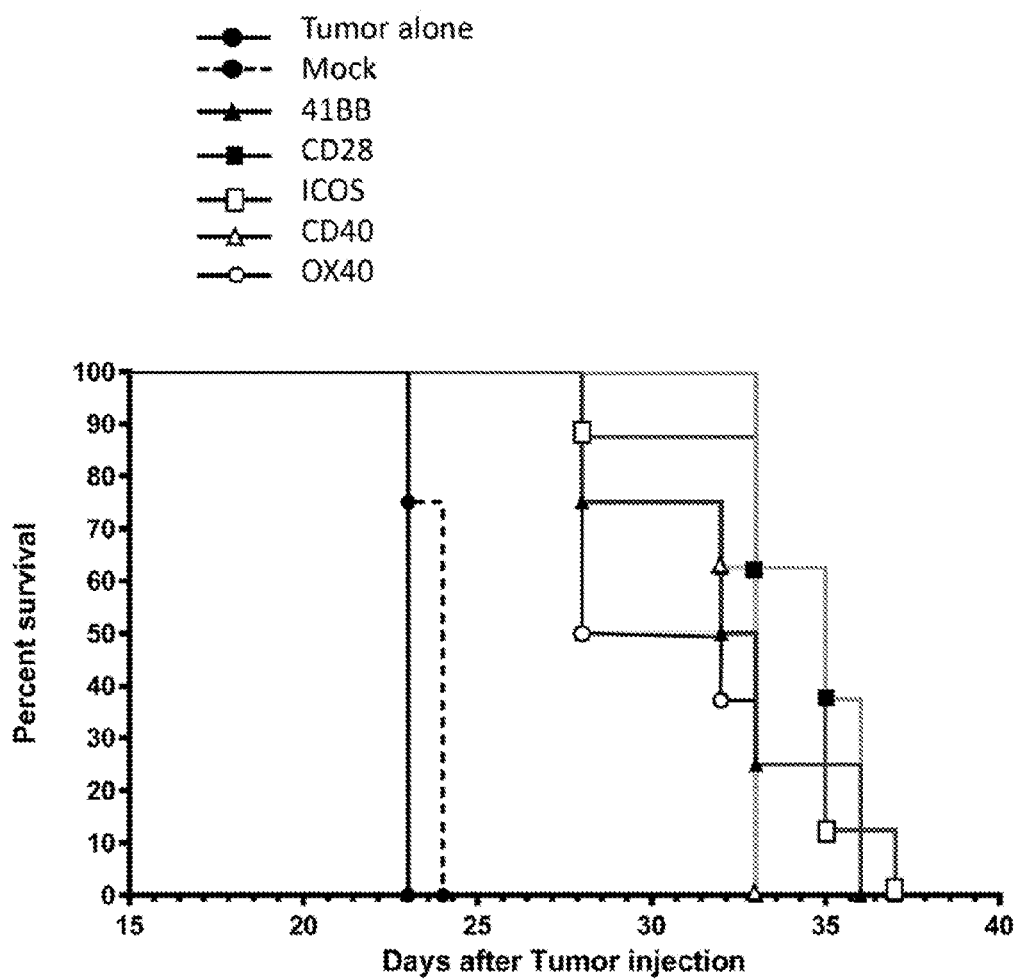 Tumor alone
Mock
41BB
CD28
ICOS
CD40
OX40
100
90
80
70
60
50
40
30
20
10
0
Percent survival
15 20 25 30 35 40
Days after Tumor injection